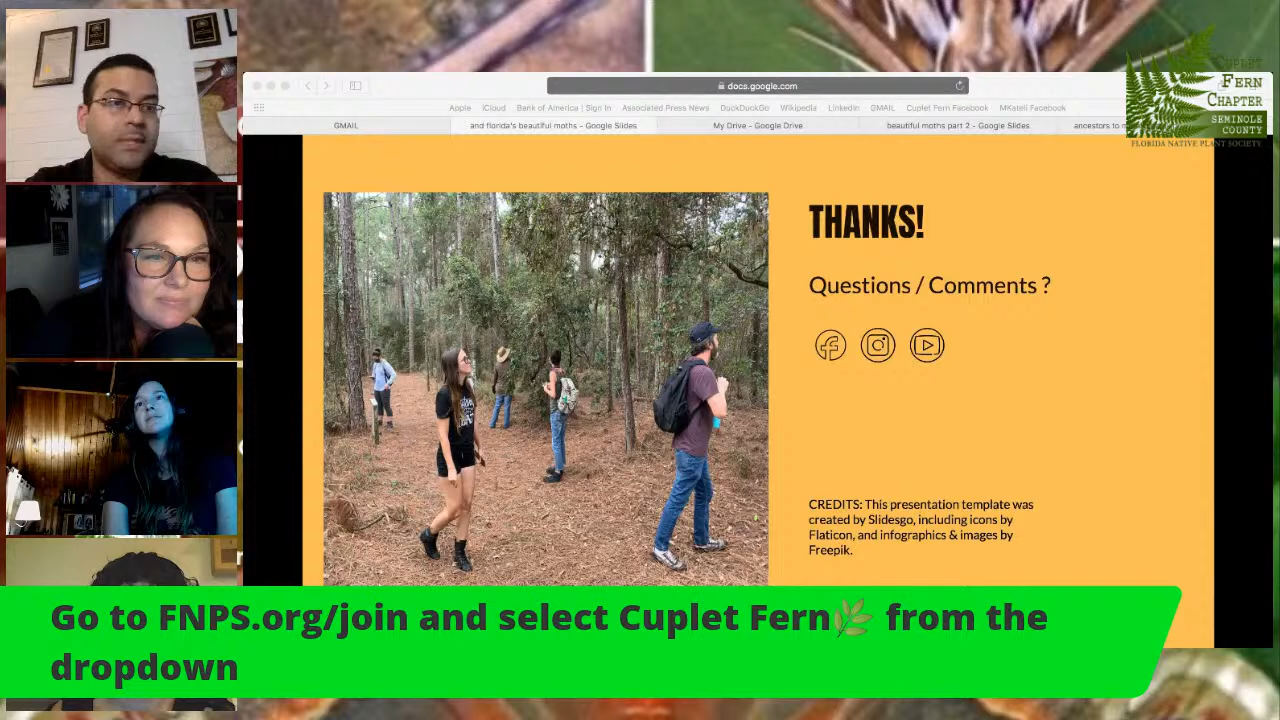 docs.google.com
Apple iCloud Bank of America | Sign In Associated Press News DuckDuckGo Wikipedia LinkedIn GMAIL Cuplet Fern Facebook MKateii Facebook
GMAIL and florida's beautiful moths - Google Slides My Drive - Google Drive beautiful moths part 2 - Google Slides ancestors to
CUPLET
FERN
CHAPTER
SEMINOLE
COUNTY
FLORIDA NATIVE PLANT SOCIETY
THANKS!
Questions / Comments ?
CREDITS: This presentation template was
created by Slidesgo, including icons by
Flaticon, and infographics & images by
Freepik.
Go to FNPS.org/join and select Cuplet Fern🌿 from the
dropdown